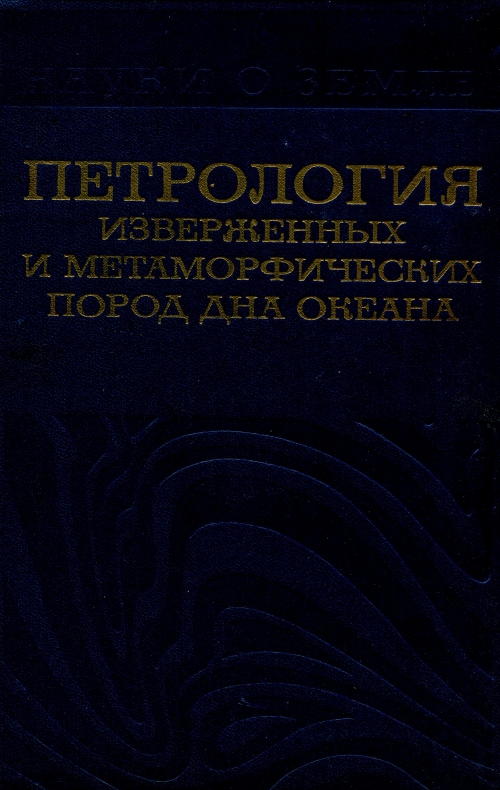 НАУКИ О ЗЕМЛЕ
ПЕТРОЛОГИЯ
ИЗВЕРЖЕННЫХ
И МЕТАМОРФИЧЕСКИХ
ПОРОД ДНА ОКЕАНА